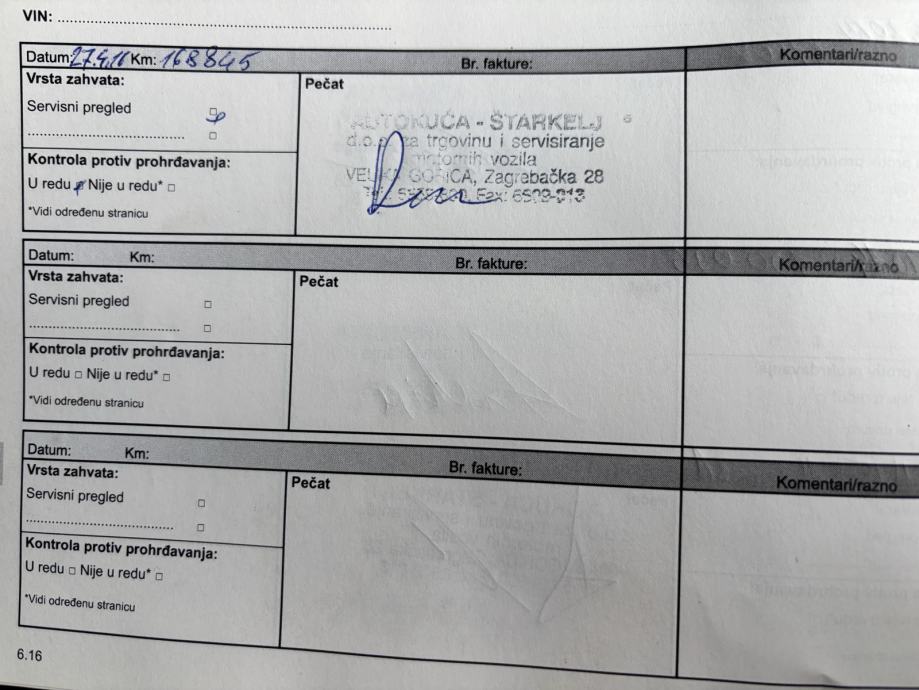 VIN: ........................................................
Datum: 27.4.16 Km: 168845 Br. fakture: Komentari/razno
Vrsta zahvata:
Servisni pregled □
........................................ □
Kontrola protiv prohrđavanja:
U redu □ Nije u redu* □
*Vidi određenu stranicu
Pečat
AUTOKUĆA - ŠTARKELJ 6
d.o.o. za trgovinu i servisiranje
motornih vozila
VELIKA GORICA, Zagrebačka 28
Fax: 6509-913
Datum: Km: Br. fakture: Komentari/razno
Vrsta zahvata:
Servisni pregled □
........................................ □
Kontrola protiv prohrđavanja:
U redu □ Nije u redu* □
*Vidi određenu stranicu
Pečat
Datum: Km: Br. fakture: Komentari/razno
Vrsta zahvata:
Servisni pregled □
........................................ □
Kontrola protiv prohrđavanja:
U redu □ Nije u redu* □
*Vidi određenu stranicu
Pečat
6.16